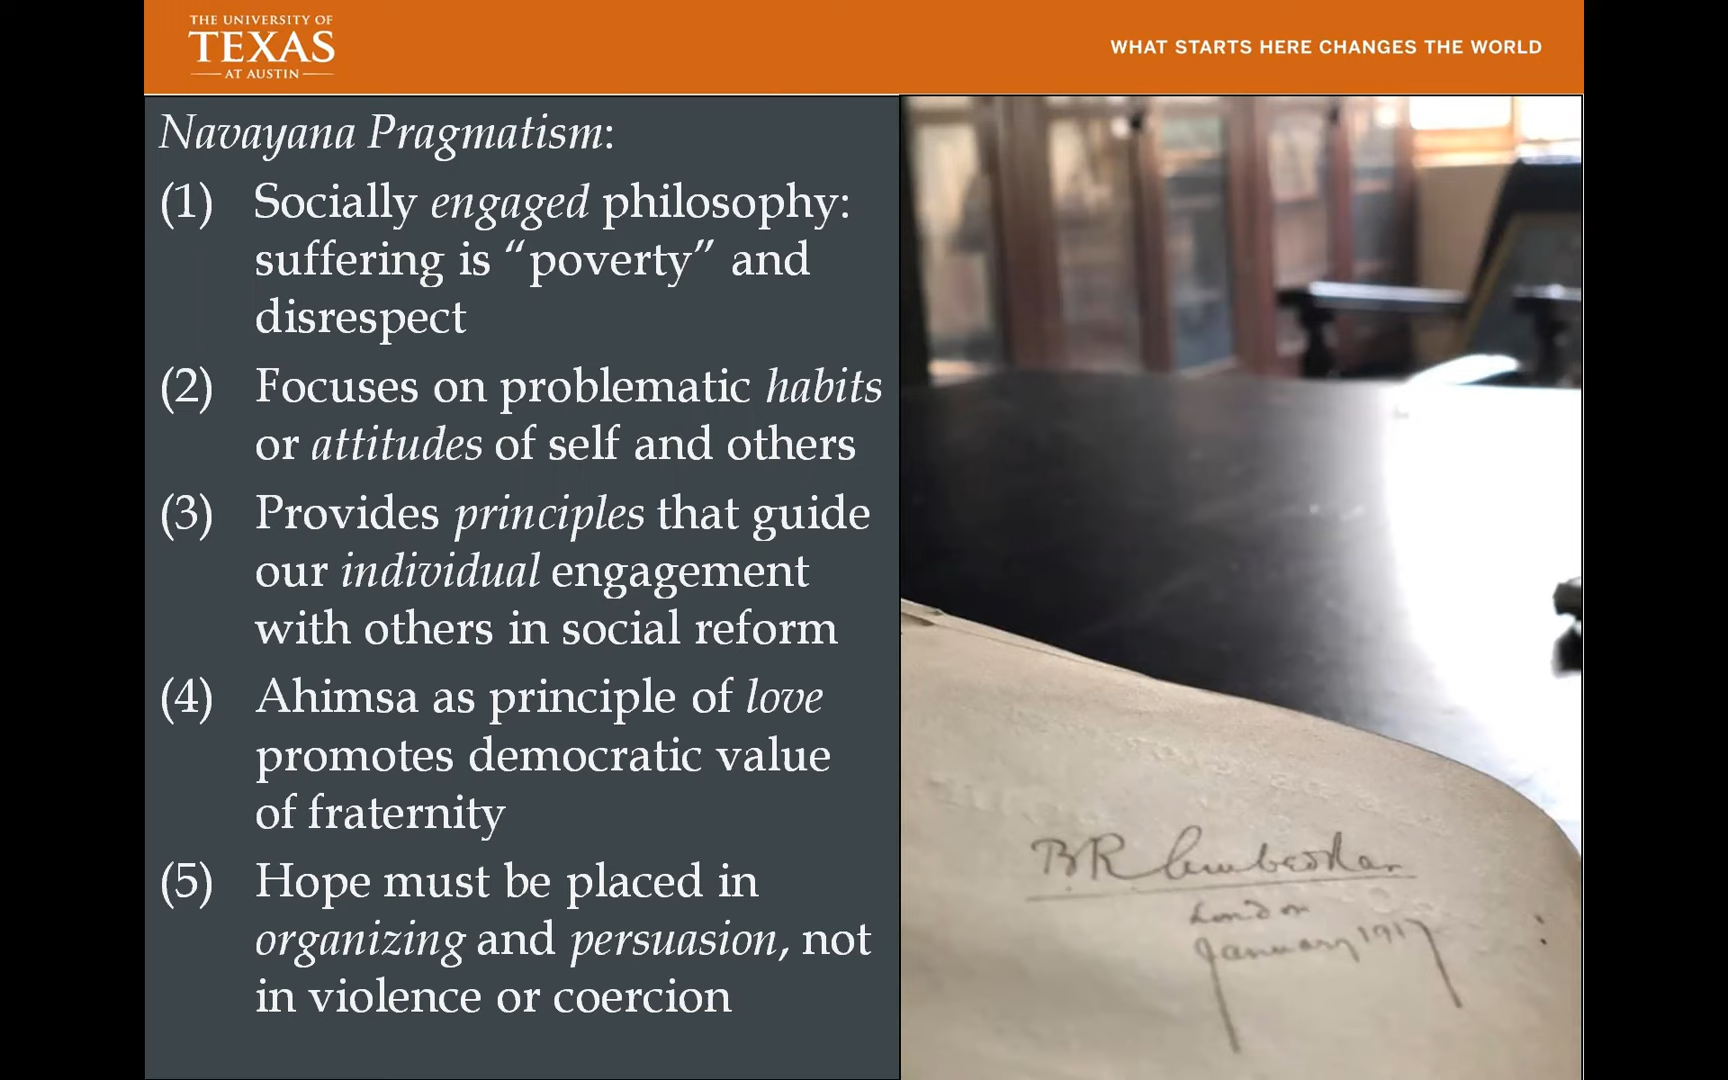 THE UNIVERSITY OF
TEXAS
AT AUSTIN
WHAT STARTS HERE CHANGES THE WORLD
Navayana Pragmatism:
(1) Socially engaged philosophy:
suffering is “poverty” and
disrespect
(2) Focuses on problematic habits
or attitudes of self and others
(3) Provides principles that guide
our individual engagement
with others in social reform
(4) Ahimsa as principle of love
promotes democratic value
of fraternity
(5) Hope must be placed in
organizing and persuasion, not
in violence or coercion
B.R. Ambedkar
London
January 1917